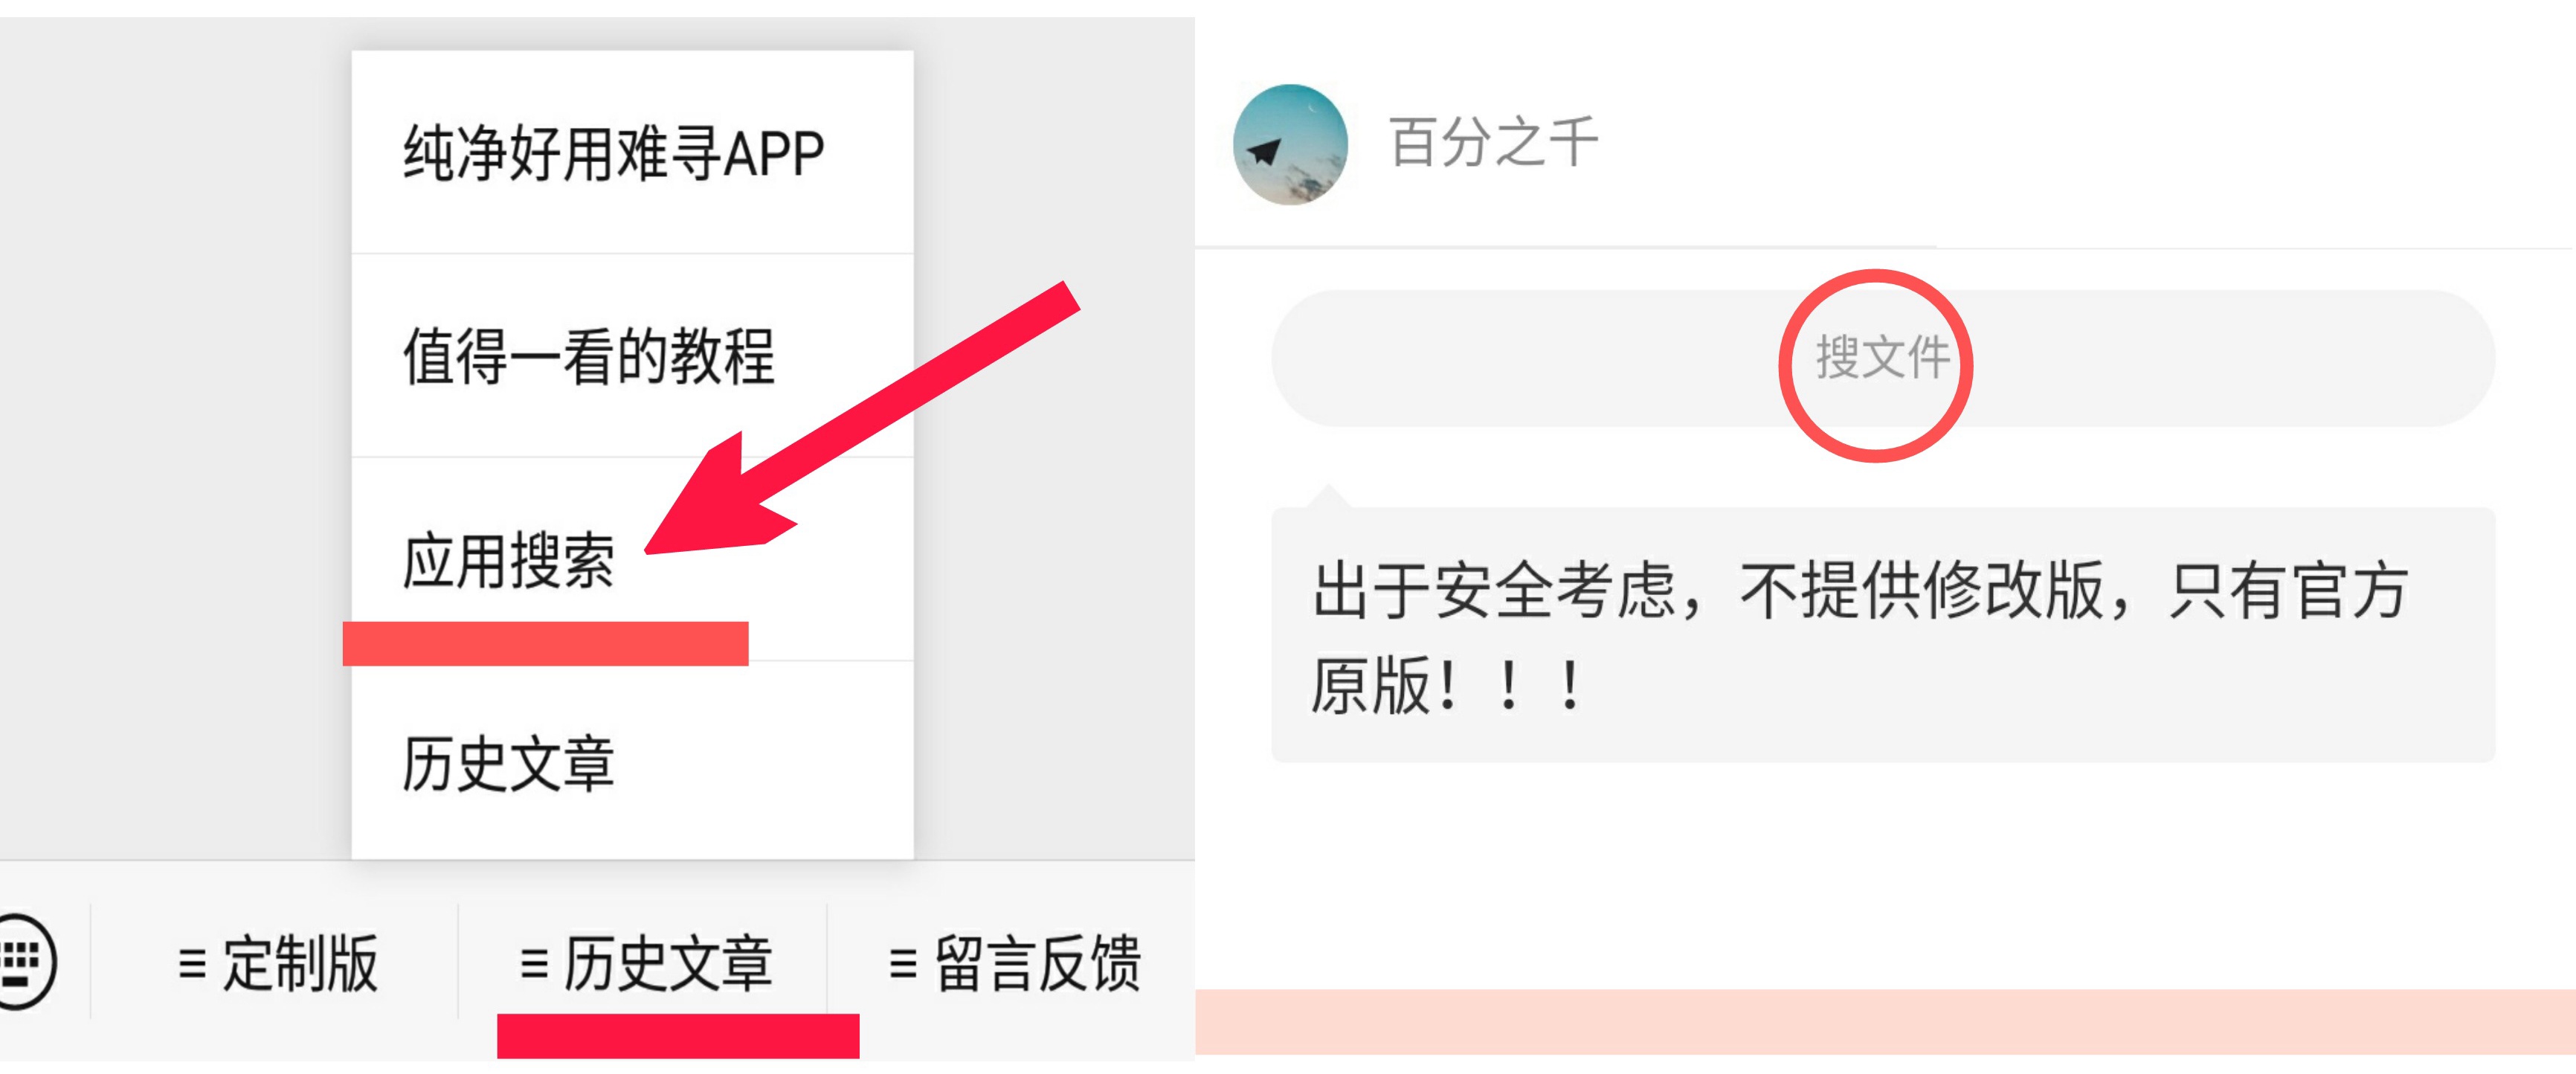 纯净好用难寻APP
值得一看的教程
应用搜索
历史文章
定制版
历史文章
留言反馈
百分之千
搜文件
出于安全考虑，不提供修改版，只有官方
原版！！！